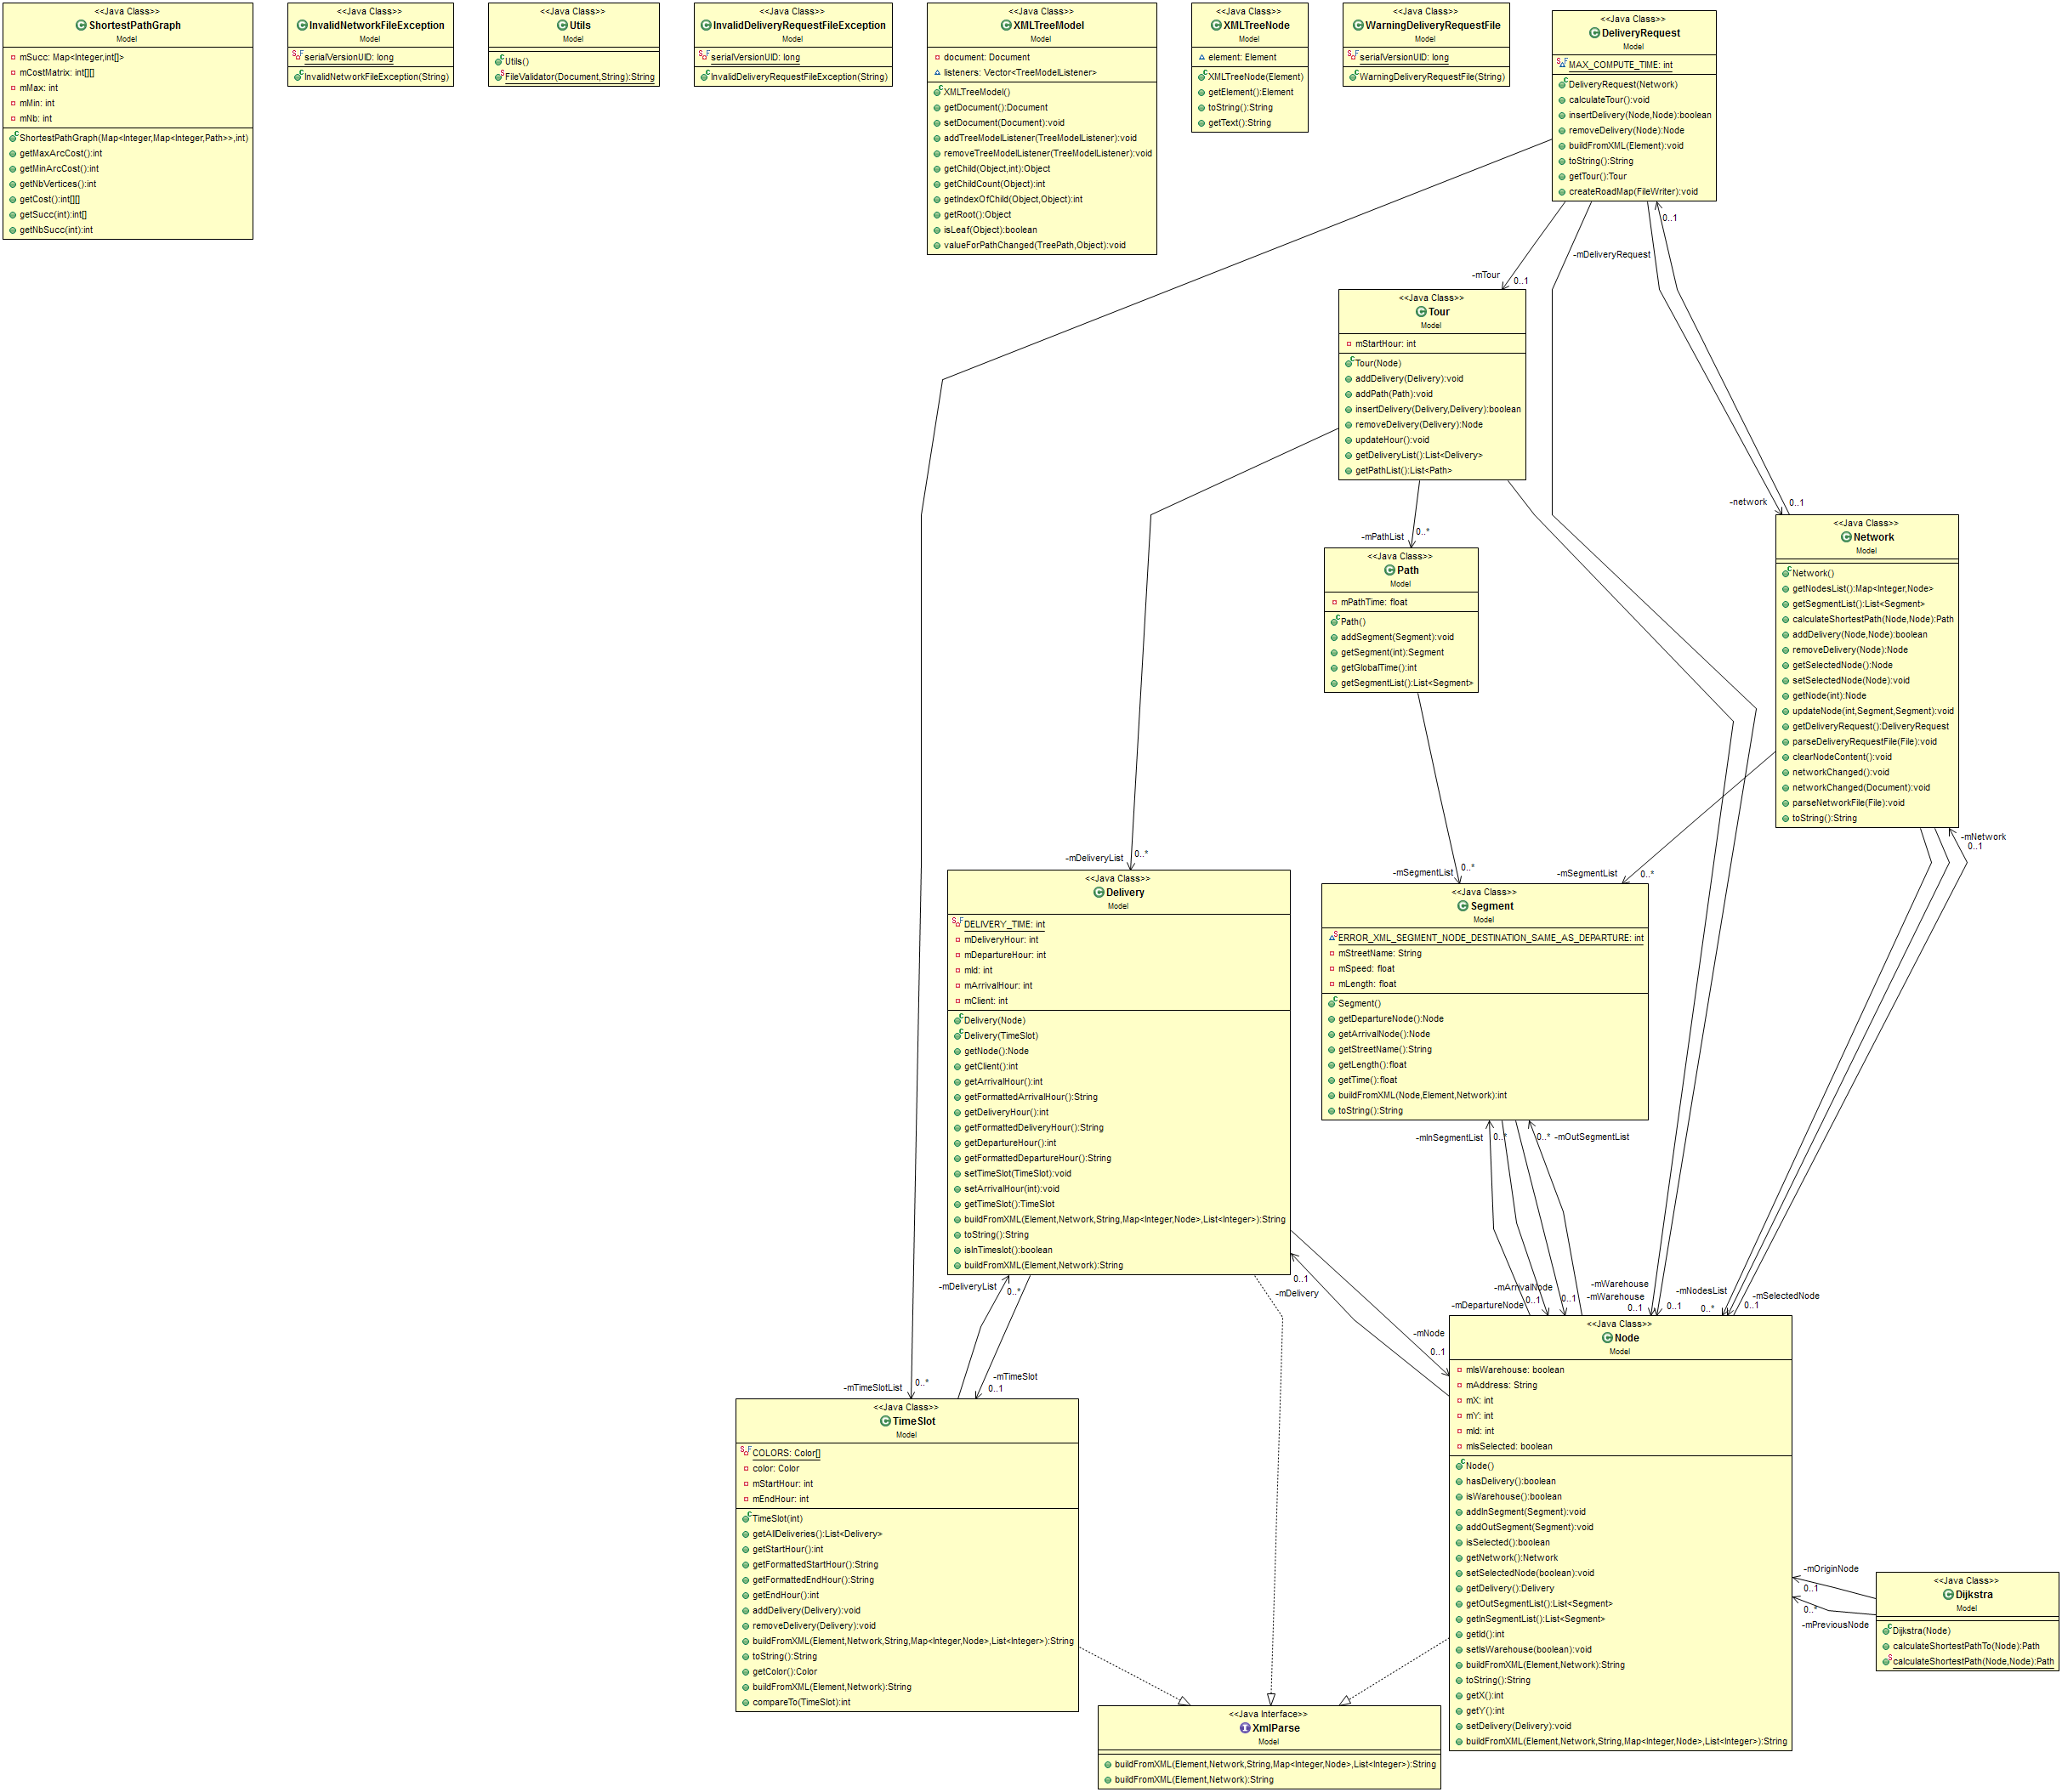 <<Java Class>>
ShortestPathGraph
Model
mSucc: Map<Integer,int[]>
mCostMatrix: int[][]
mMax: int
mMin: int
mNb: int
ShortestPathGraph(Map<Integer,Map<Integer,Path>>,int)
getMaxArcCost():int
getMinArcCost():int
getNbVertices():int
getCost():int[][]
getSucc(int):int[]
getNbSucc(int):int
<<Java Class>>
InvalidNetworkFileException
Model
serialVersionUID: long
InvalidNetworkFileException(String)
<<Java Class>>
Utils
Model
Utils()
FileValidator(Document,String):String
<<Java Class>>
InvalidDeliveryRequestFileException
Model
serialVersionUID: long
InvalidDeliveryRequestFileException(String)
<<Java Class>>
XMLTreeModel
Model
document: Document
listeners: Vector<TreeModelListener>
XMLTreeModel()
getDocument():Document
setDocument(Document):void
addTreeModelListener(TreeModelListener):void
removeTreeModelListener(TreeModelListener):void
getChild(Object,int):Object
getChildCount(Object):int
getIndexOfChild(Object,Object):int
getRoot():Object
isLeaf(Object):boolean
valueForPathChanged(TreePath,Object):void
<<Java Class>>
XMLTreeNode
Model
element: Element
XMLTreeNode(Element)
getElement():Element
toString():String
getText():String
<<Java Class>>
WarningDeliveryRequestFile
Model
serialVersionUID: long
WarningDeliveryRequestFile(String)
<<Java Class>>
DeliveryRequest
Model
MAX_COMPUTE_TIME: int
DeliveryRequest(Network)
calculateTour():void
insertDelivery(Node,Node):boolean
removeDelivery(Node):Node
buildFromXML(Element):void
toString():String
getTour():Tour
createRoadMap(FileWriter):void
0..1
-mDeliveryRequest
-mTour
0..1
<<Java Class>>
Tour
Model
mStartHour: int
Tour(Node)
addDelivery(Delivery):void
addPath(Path):void
insertDelivery(Delivery,Delivery):boolean
removeDelivery(Delivery):Node
updateHour():void
getDeliveryList():List<Delivery>
getPathList():List<Path>
-network
0..1
-mPathList
0..*
<<Java Class>>
Path
Model
mPathTime: float
Path()
addSegment(Segment):void
getSegment(int):Segment
getGlobalTime():int
getSegmentList():List<Segment>
<<Java Class>>
Network
Model
Network()
getNodesList():Map<Integer,Node>
getSegmentList():List<Segment>
calculateShortestPath(Node,Node):Path
addDelivery(Node,Node):boolean
removeDelivery(Node):Node
getSelectedNode():Node
setSelectedNode(Node):void
getNode(int):Node
updateNode(int,Segment,Segment):void
getDeliveryRequest():DeliveryRequest
parseDeliveryRequestFile(File):void
clearNodeContent():void
networkChanged():void
networkChanged(Document):void
parseNetworkFile(File):void
toString():String
-mNetwork
0..1
-mDeliveryList
0..*
-mSegmentList
0..*
-mSegmentList
0..*
<<Java Class>>
Delivery
Model
DELIVERY_TIME: int
mDeliveryHour: int
mDepartureHour: int
mId: int
mArrivalHour: int
mClient: int
Delivery(Node)
Delivery(TimeSlot)
getNode():Node
getClient():int
getArrivalHour():int
getFormattedArrivalHour():String
getDeliveryHour():int
getFormattedDeliveryHour():String
getDepartureHour():int
getFormattedDepartureHour():String
setTimeSlot(TimeSlot):void
setArrivalHour(int):void
getTimeSlot():TimeSlot
buildFromXML(Element,Network,String,Map<Integer,Node>,List<Integer>):String
toString():String
isInTimeslot():boolean
buildFromXML(Element,Network):String
<<Java Class>>
Segment
Model
ERROR_XML_SEGMENT_NODE_DESTINATION_SAME_AS_DEPARTURE: int
mStreetName: String
mSpeed: float
mLength: float
Segment()
getDepartureNode():Node
getArrivalNode():Node
getStreetName():String
getLength():float
getTime():float
buildFromXML(Node,Element,Network):int
toString():String
-mInSegmentList
0..*
0..*
-mOutSegmentList
-mDeliveryList
0..*
0..1
-mDelivery
-mArrivalNode
0..1
-mDepartureNode
0..1
-mWarehouse
-mWarehouse
0..1
0..1
-mNodesList
0..*
-mSelectedNode
0..1
-mNode
0..1
-mTimeSlotList
0..*
-mTimeSlot
0..1
<<Java Class>>
TimeSlot
Model
COLORS: Color[]
color: Color
mStartHour: int
mEndHour: int
TimeSlot(int)
getAllDeliveries():List<Delivery>
getStartHour():int
getFormattedStartHour():String
getFormattedEndHour():String
getEndHour():int
addDelivery(Delivery):void
removeDelivery(Delivery):void
buildFromXML(Element,Network,String,Map<Integer,Node>,List<Integer>):String
toString():String
getColor():Color
buildFromXML(Element,Network):String
compareTo(TimeSlot):int
<<Java Class>>
Node
Model
mIsWarehouse: boolean
mAddress: String
mX: int
mY: int
mId: int
mIsSelected: boolean
Node()
hasDelivery():boolean
isWarehouse():boolean
addInSegment(Segment):void
addOutSegment(Segment):void
isSelected():boolean
getNetwork():Network
setSelectedNode(boolean):void
getDelivery():Delivery
getOutSegmentList():List<Segment>
getInSegmentList():List<Segment>
getId():int
setIsWarehouse(boolean):void
buildFromXML(Element,Network):String
toString():String
getX():int
getY():int
setDelivery(Delivery):void
buildFromXML(Element,Network,String,Map<Integer,Node>,List<Integer>):String
-mOriginNode
0..1
0..*
-mPreviousNode
<<Java Class>>
Dijkstra
Model
Dijkstra(Node)
calculateShortestPathTo(Node):Path
calculateShortestPath(Node,Node):Path
<<Java Interface>>
XmlParse
Model
buildFromXML(Element,Network,String,Map<Integer,Node>,List<Integer>):String
buildFromXML(Element,Network):String